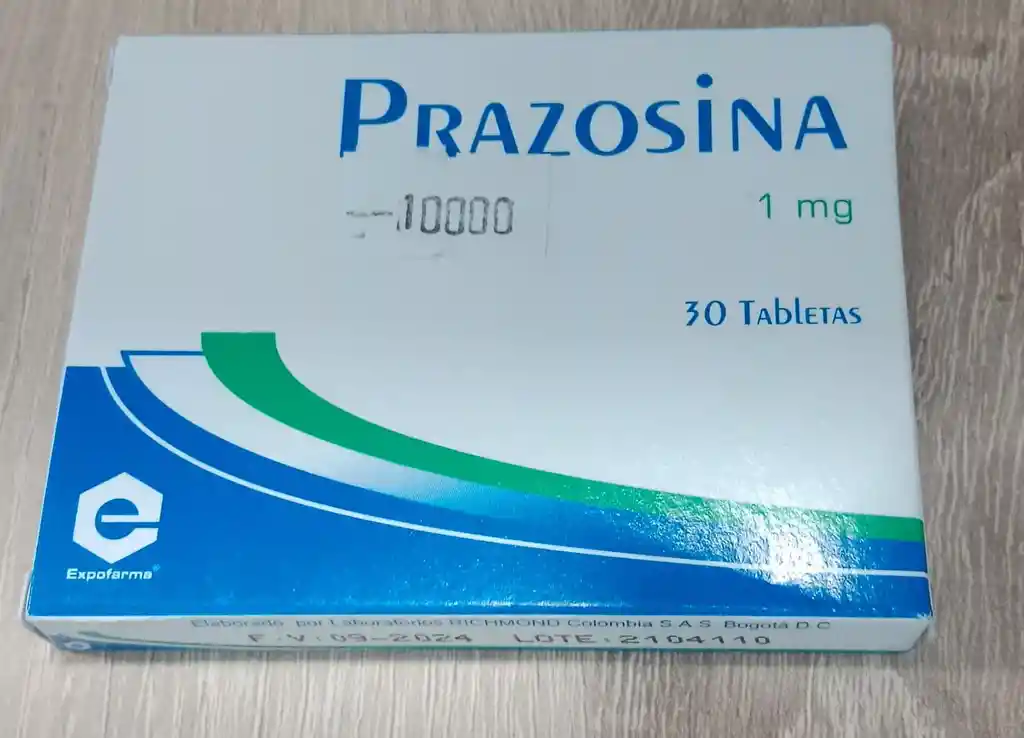 PRAZOSINA
10000
1 mg
30 TABLETAS
e
Expofarma®
Elaborado por Laboratorios RICHMOND Colombia S.A.S. Bogotá D.C
F.V:09-2024 LOTE:2104110